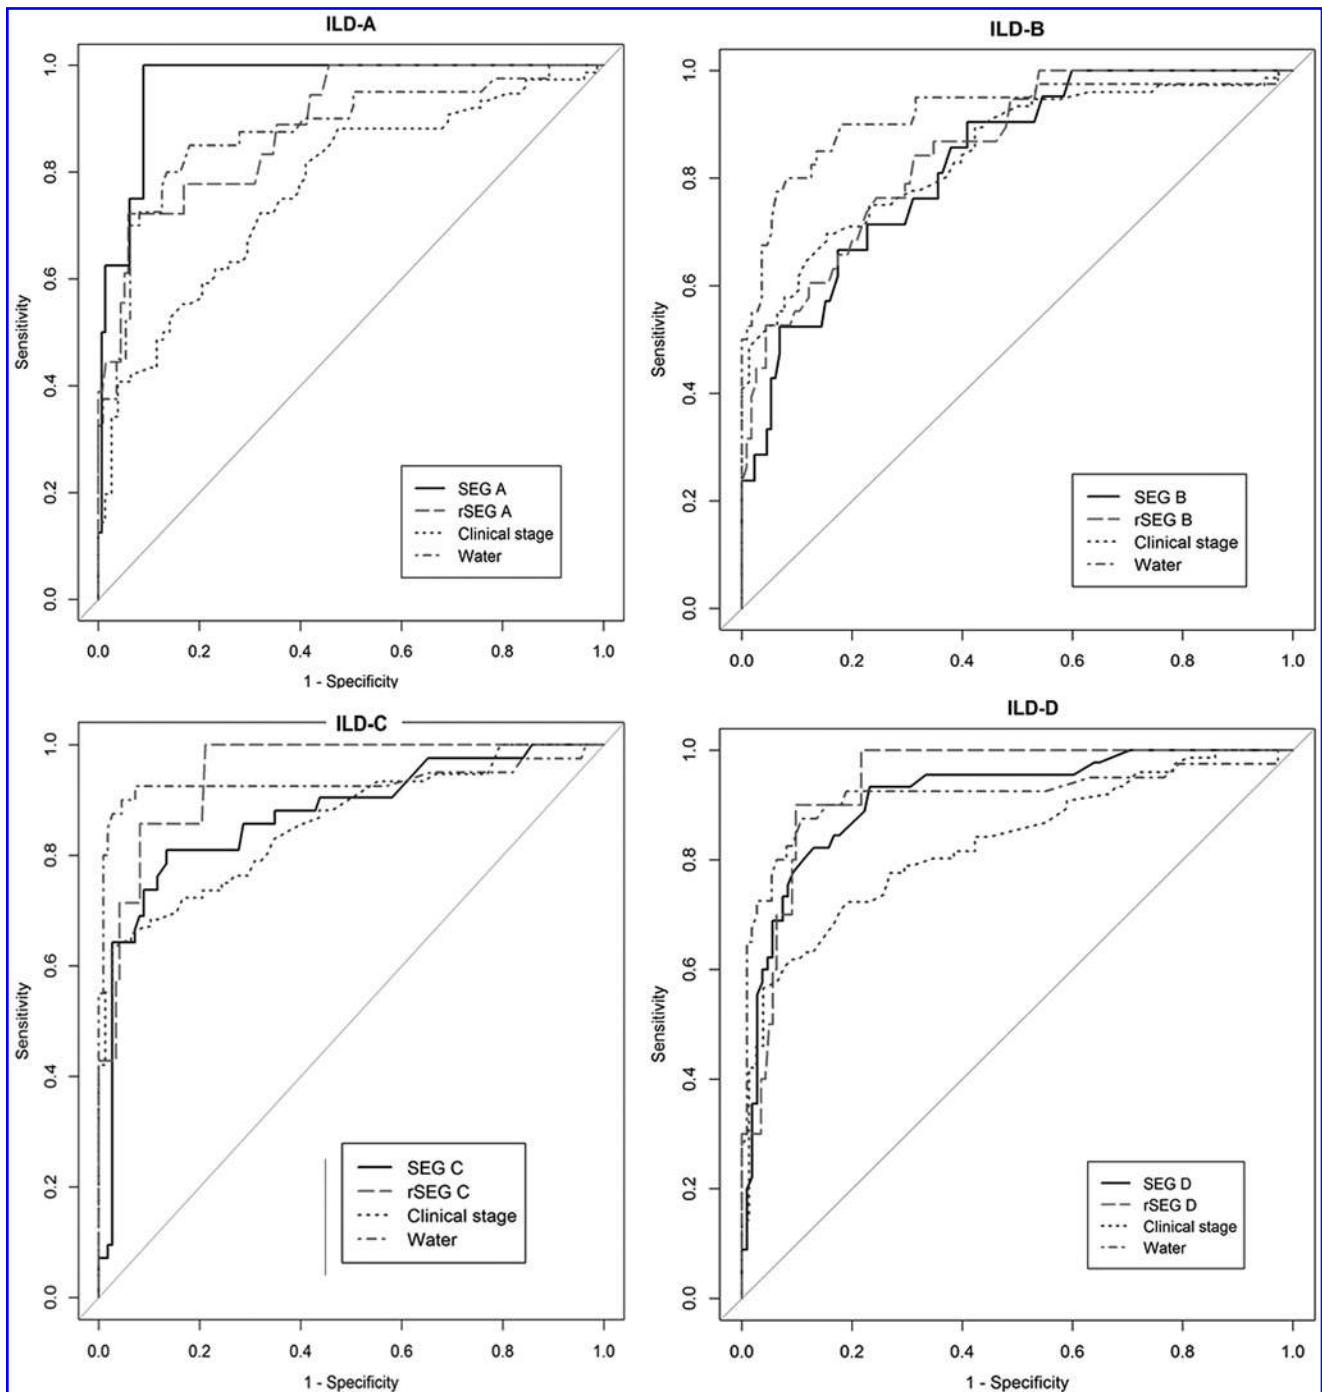 ILD-A
Sensitivity
1.0
0.8
0.6
0.4
0.2
0.0
SEG A
rSEG A
Clinical stage
Water
0.0 0.2 0.4 0.6 0.8 1.0
1 - Specificity
ILD-B
Sensitivity
1.0
0.8
0.6
0.4
0.2
0.0
SEG B
rSEG B
Clinical stage
Water
0.0 0.2 0.4 0.6 0.8 1.0
ILD-C
Sensitivity
1.0
0.8
0.6
0.4
0.2
0.0
SEG C
rSEG C
Clinical stage
Water
0.0 0.2 0.4 0.6 0.8 1.0
1 - Specificity
ILD-D
Sensitivity
1.0
0.8
0.6
0.4
0.2
0.0
SEG D
rSEG D
Clinical stage
Water
0.0 0.2 0.4 0.6 0.8 1.0
1 - Specificity